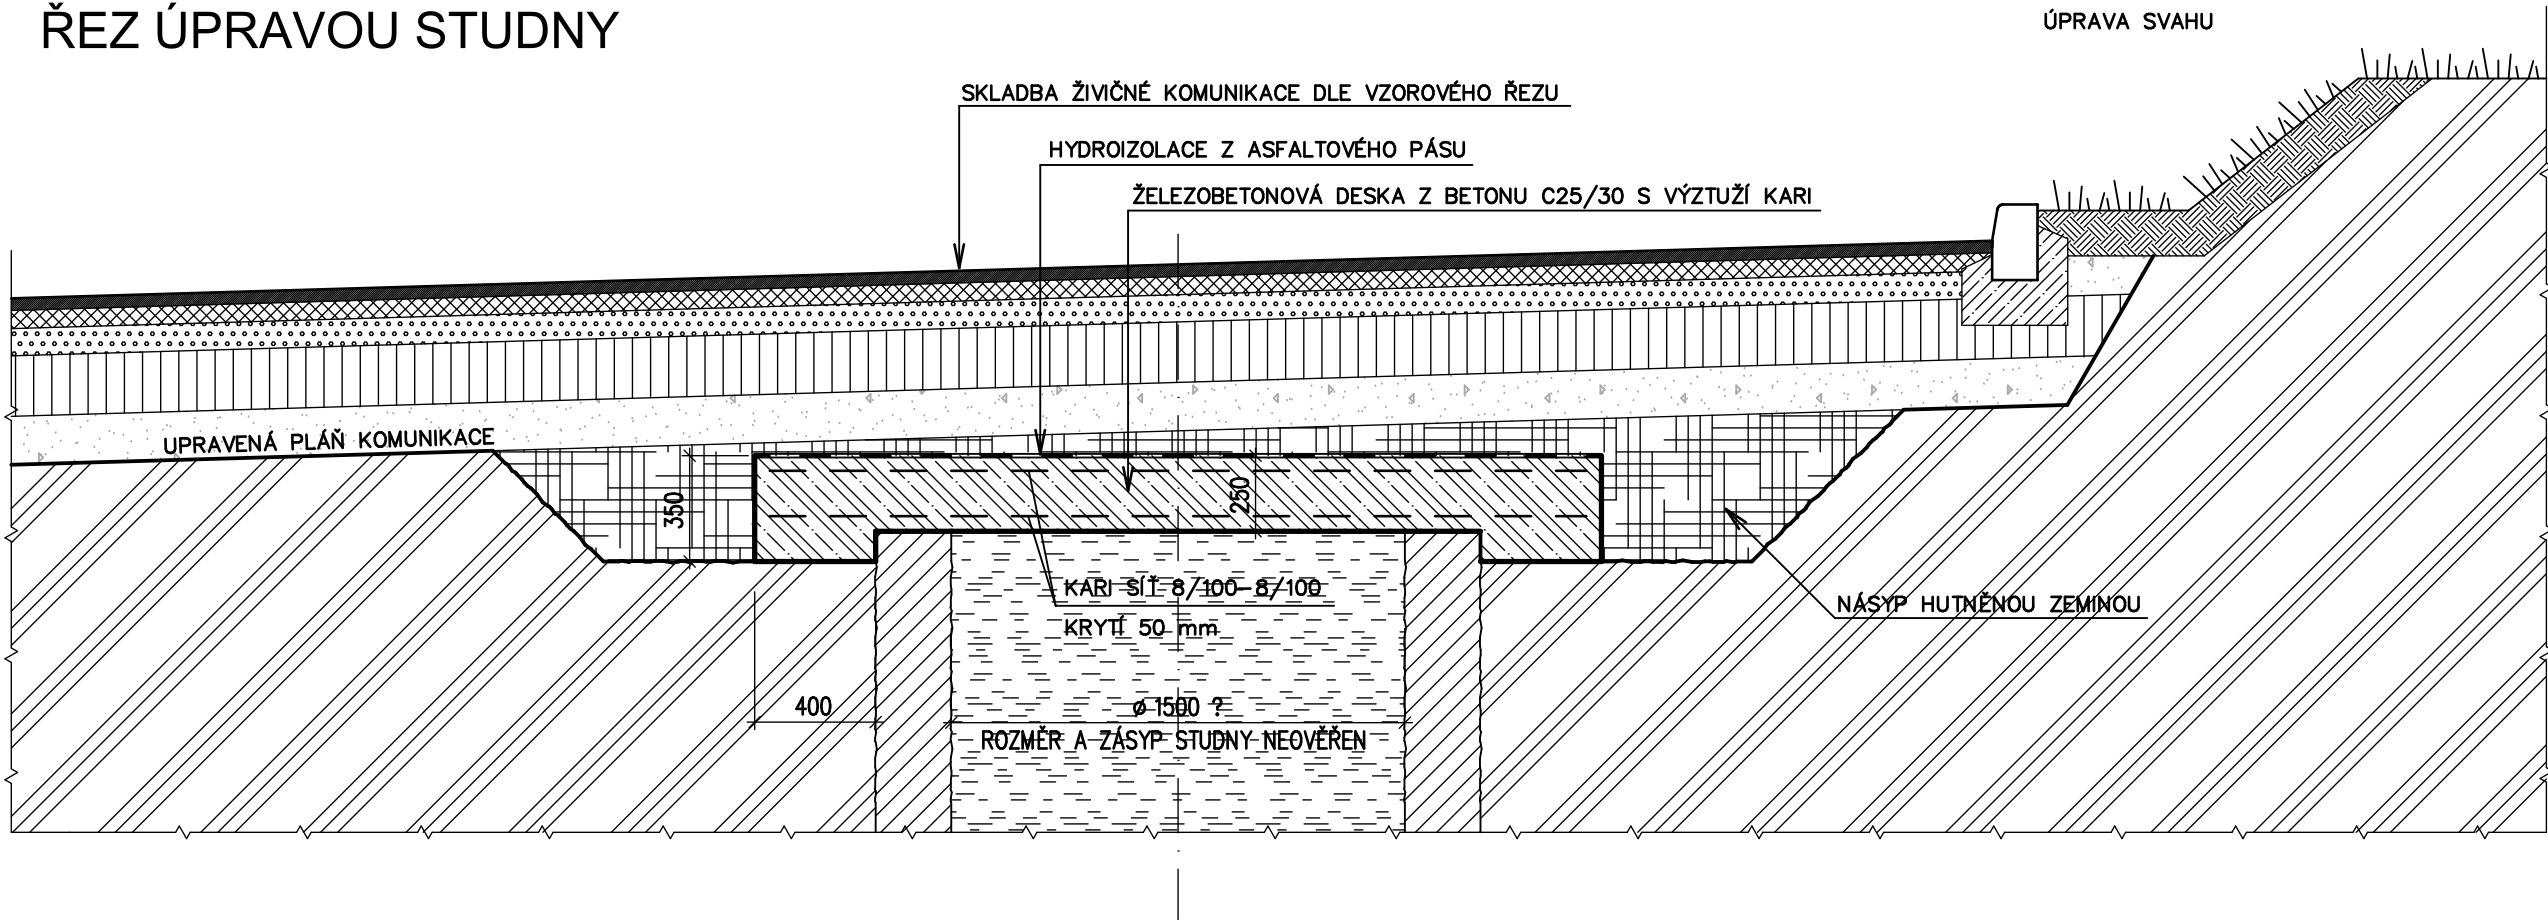 ŘEZ ÚPRAVOU STUDNY
ÚPRAVA SVAHU
SKLADBA ŽIVIČNÉ KOMUNIKACE DLE VZOROVÉHO ŘEZU
HYDROIZOLACE Z ASFALTOVÉHO PÁSU
ŽELEZOBETONOVÁ DESKA Z BETONU C25/30 S VÝZTUŽÍ KARI
UPRAVENÁ PLÁŇ KOMUNIKACE
350
250
KARI SÍŤ 8/100-8/100
KRYTÍ 50 mm
NÁSYP HUTNĚNOU ZEMINOU
400
ø 1500 ?
ROZMĚR A ZÁSYP STUDNY NEOVĚŘEN